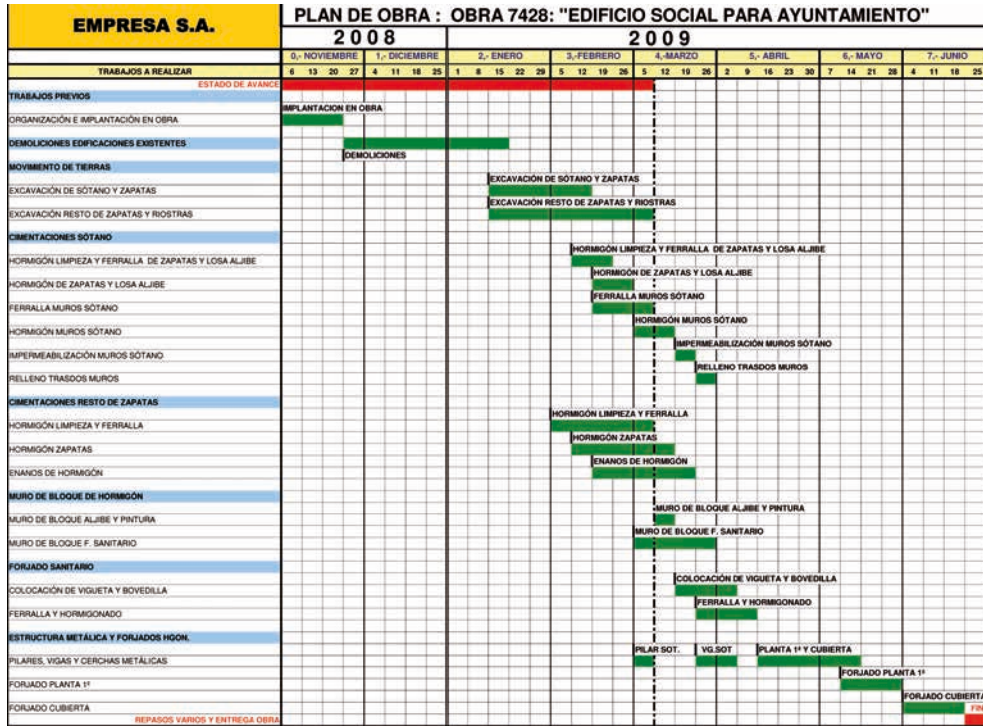 EMPRESA S.A.
PLAN DE OBRA : OBRA 7428: "EDIFICIO SOCIAL PARA AYUNTAMIENTO"
2008 2009
0,- NOVIEMBRE 1,- DICIEMBRE 2,- ENERO 3,-FEBRERO 4,-MARZO 5,- ABRIL 6,- MAYO 7,- JUNIO
TRABAJOS A REALIZAR 6 13 20 27 4 11 18 25 1 8 15 22 29 5 12 19 26 5 12 19 26 2 9 16 23 30 7 14 21 28 4 11 18 25
ESTADO DE AVANCE
TRABAJOS PREVIOS
IMPLANTACION EN OBRA
ORGANIZACIÓN E IMPLANTACIÓN EN OBRA
DEMOLICIONES EDIFICACIONES EXISTENTES
DEMOLICIONES
MOVIMIENTO DE TIERRAS
EXCAVACIÓN DE SÓTANO Y ZAPATAS
EXCAVACIÓN DE SÓTANO Y ZAPATAS
EXCAVACIÓN RESTO DE ZAPATAS Y RIOSTRAS
EXCAVACIÓN RESTO DE ZAPATAS Y RIOSTRAS
CIMENTACIONES SÓTANO
HORMIGÓN LIMPIEZA Y FERRALLA DE ZAPATAS Y LOSA ALJIBE
HORMIGÓN LIMPIEZA Y FERRALLA DE ZAPATAS Y LOSA ALJIBE
HORMIGÓN DE ZAPATAS Y LOSA ALJIBE
HORMIGÓN DE ZAPATAS Y LOSA ALJIBE
FERRALLA MUROS SÓTANO
FERRALLA MUROS SÓTANO
HORMIGÓN MUROS SÓTANO
HORMIGÓN MUROS SÓTANO
IMPERMEABILIZACIÓN MUROS SÓTANO
IMPERMEABILIZACIÓN MUROS SÓTANO
RELLENO TRASDOS MUROS
RELLENO TRASDOS MUROS
CIMENTACIONES RESTO DE ZAPATAS
HORMIGÓN LIMPIEZA Y FERRALLA
HORMIGÓN LIMPIEZA Y FERRALLA
HORMIGÓN ZAPATAS
HORMIGÓN ZAPATAS
ENANOS DE HORMIGÓN
ENANOS DE HORMIGÓN
MURO DE BLOQUE DE HORMIGÓN
MURO DE BLOQUE ALJIBE Y PINTURA
MURO DE BLOQUE ALJIBE Y PINTURA
MURO DE BLOQUE F. SANITARIO
MURO DE BLOQUE F. SANITARIO
FORJADO SANITARIO
COLOCACIÓN DE VIGUETA Y BOVEDILLA
COLOCACIÓN DE VIGUETA Y BOVEDILLA
FERRALLA Y HORMIGONADO
FERRALLA Y HORMIGONADO
ESTRUCTURA METÁLICA Y FORJADOS HGON.
PILAR SOT. VG.SOT PLANTA 1ª Y CUBIERTA
PILARES, VIGAS Y CERCHAS METÁLICAS
FORJADO PLANTA 1ª
FORJADO PLANTA 1ª
FORJADO CUBIERTA
FORJADO CUBIERTA FIN
REPASOS VARIOS Y ENTREGA OBRA